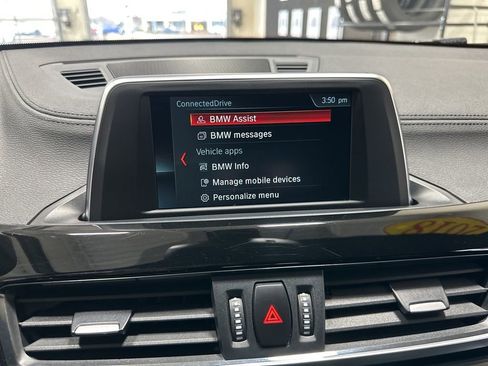 ConnectedDrive 3:50 pm
BMW Assist
BMW messages
Vehicle apps
BMW Info
Manage mobile devices
Personalize menu